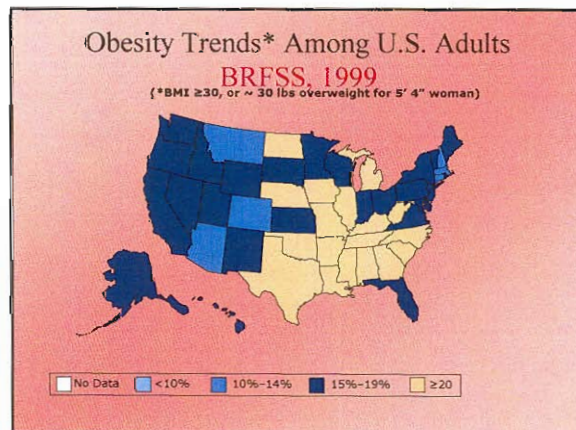 Obesity Trends* Among U.S. Adults
BRFSS, 1999
(*BMI ≥30, or ~ 30 lbs overweight for 5' 4" woman)
No Data <10% 10%–14% 15%–19% ≥20